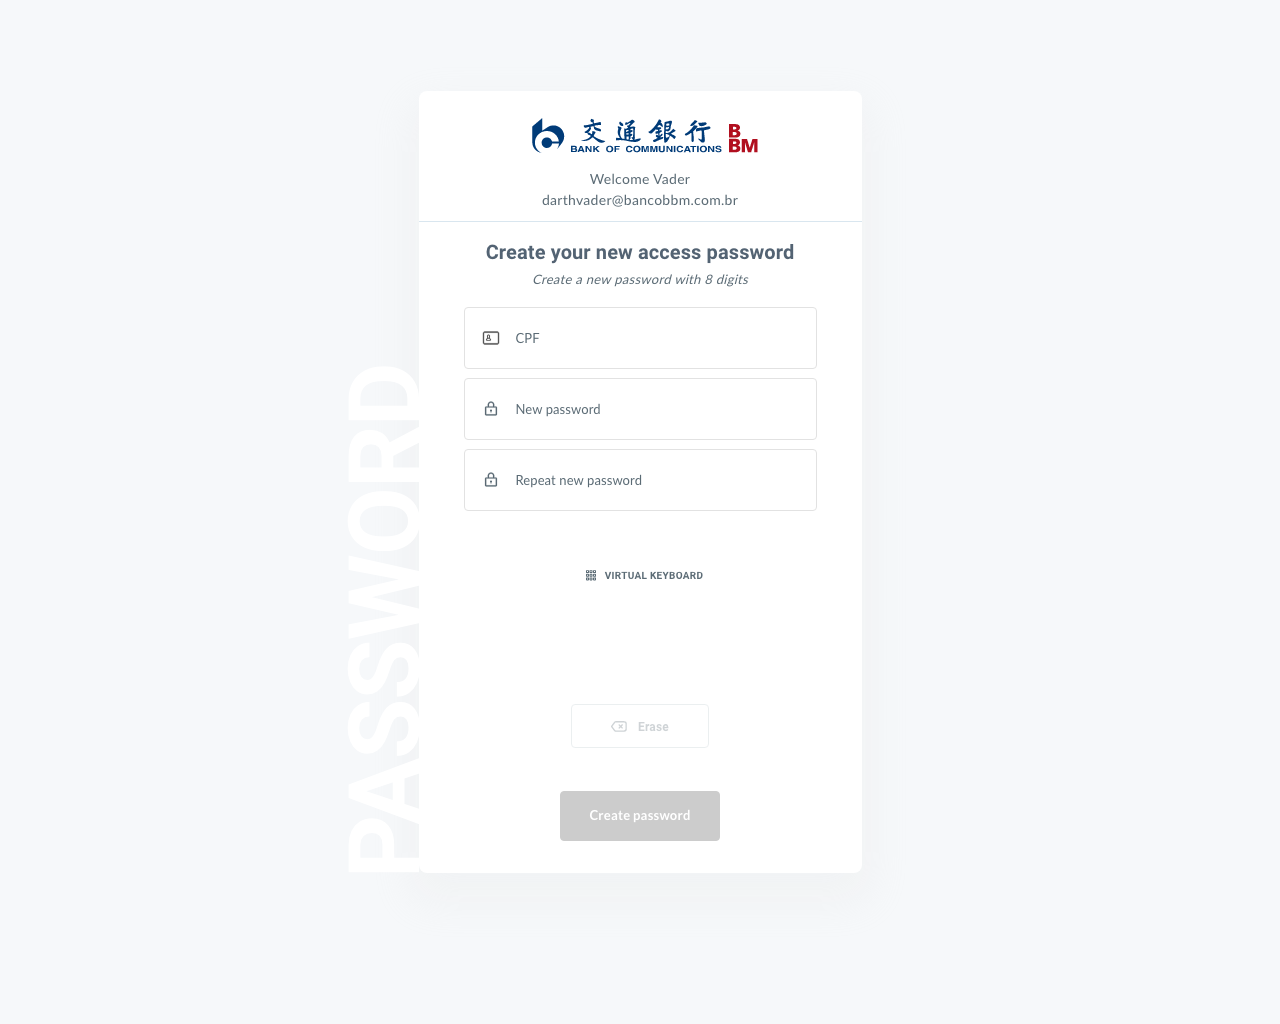 交通銀行
BANK OF COMMUNICATIONS
B
BM
Welcome Vader
darthvader@bancobbm.com.br
Create your new access password
Create a new password with 8 digits
CPF
New password
Repeat new password
VIRTUAL KEYBOARD
Erase
Create password
PASSWORD